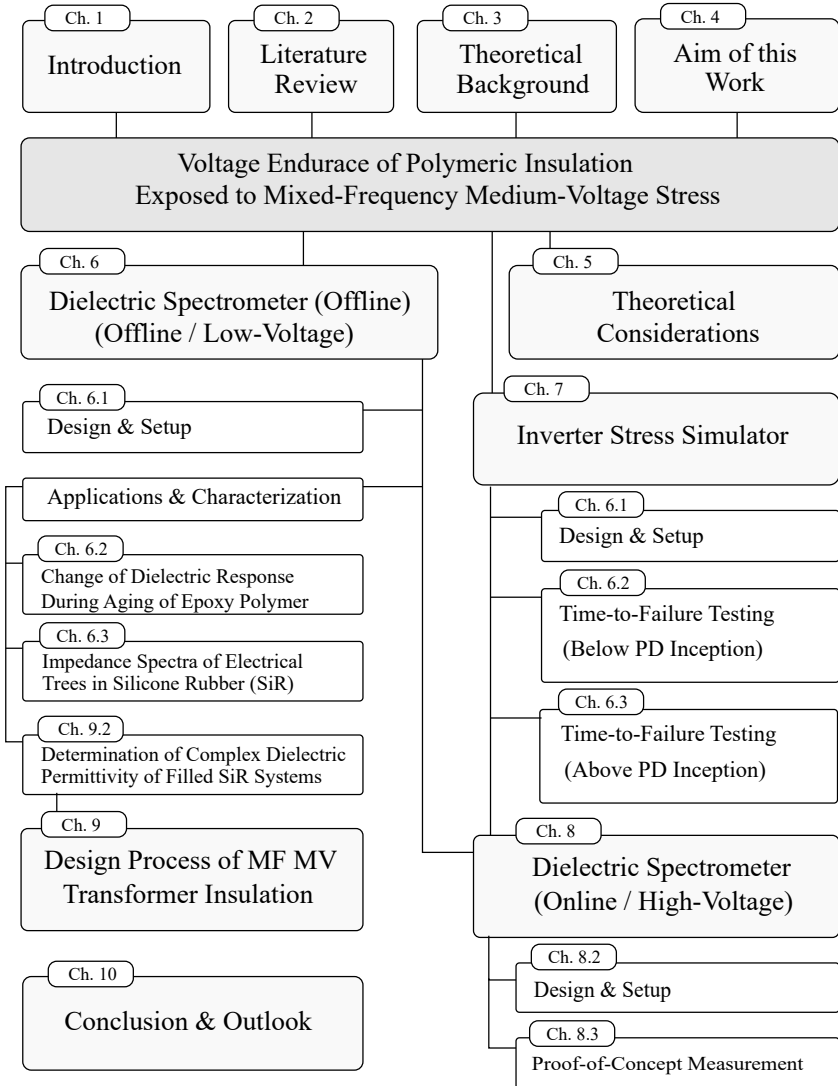 Ch. 1
Introduction
Ch. 2
Literature
Review
Ch. 3
Theoretical
Background
Ch. 4
Aim of this
Work
Voltage Endurace of Polymeric Insulation
Exposed to Mixed-Frequency Medium-Voltage Stress
Ch. 6
Dielectric Spectrometer (Offline)
(Offline / Low-Voltage)
Ch. 6.1
Design & Setup
Applications & Characterization
Ch. 6.2
Change of Dielectric Response
During Aging of Epoxy Polymer
Ch. 6.3
Impedance Spectra of Electrical
Trees in Silicone Rubber (SiR)
Ch. 9.2
Determination of Complex Dielectric
Permittivity of Filled SiR Systems
Ch. 9
Design Process of MF MV
Transformer Insulation
Ch. 10
Conclusion & Outlook
Ch. 5
Theoretical
Considerations
Ch. 7
Inverter Stress Simulator
Ch. 6.1
Design & Setup
Ch. 6.2
Time-to-Failure Testing
(Below PD Inception)
Ch. 6.3
Time-to-Failure Testing
(Above PD Inception)
Ch. 8
Dielectric Spectrometer
(Online / High-Voltage)
Ch. 8.2
Design & Setup
Ch. 8.3
Proof-of-Concept Measurement